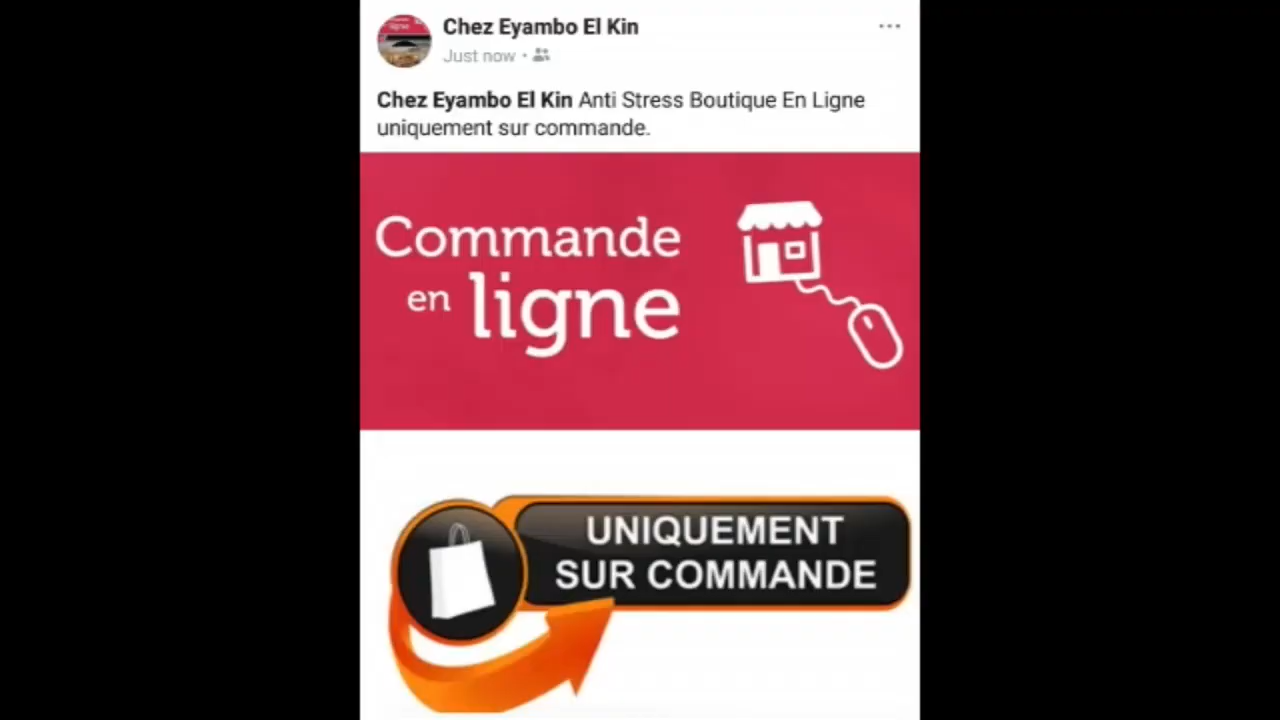 Chez Eyambo El Kin
Just now
Chez Eyambo El Kin Anti Stress Boutique En Ligne
uniquement sur commande.
Commande
en ligne
UNIQUEMENT
SUR COMMANDE